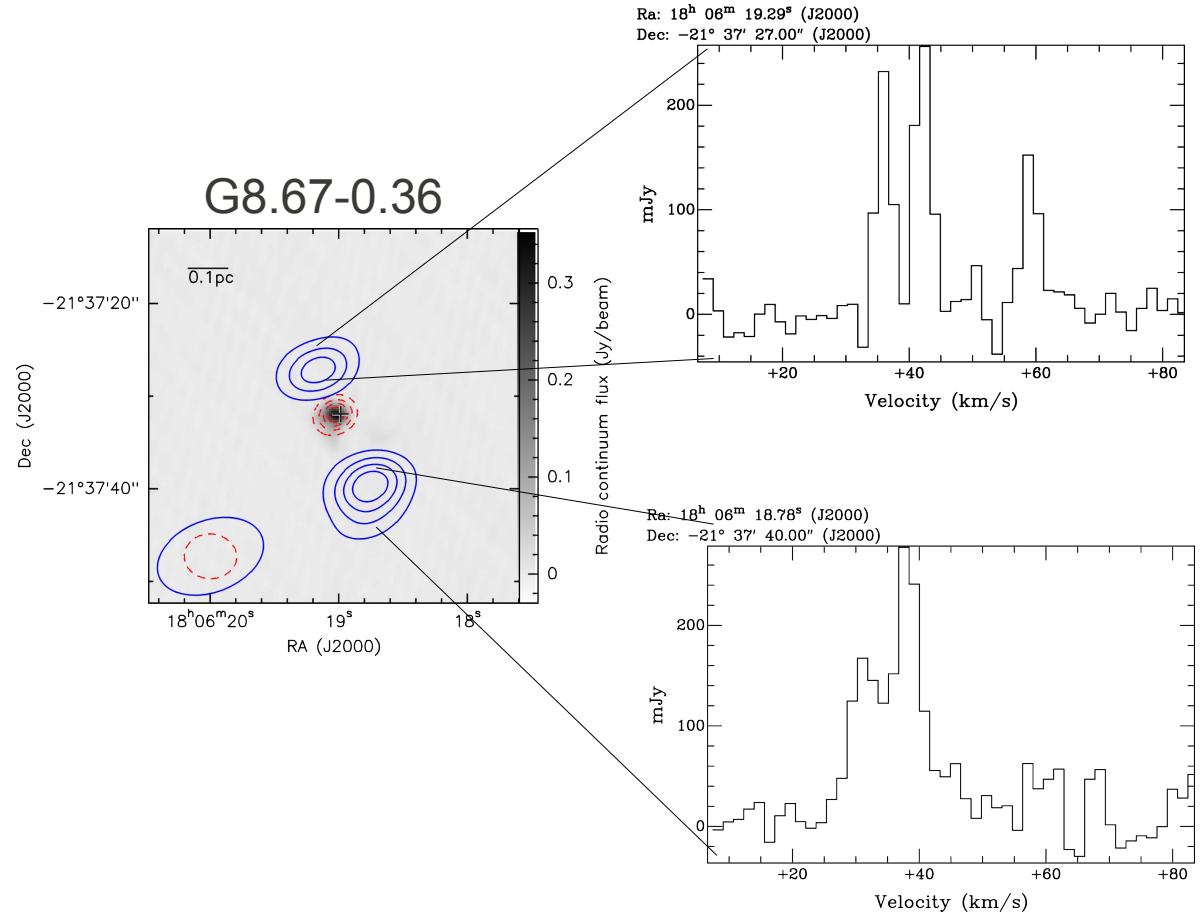 Ra: 18ʰ 06ᵐ 19.29ˢ (J2000)
Dec: −21° 37′ 27.00″ (J2000)
200
100
0
mJy
+20 +40 +60 +80
Velocity (km/s)
G8.67-0.36
0.1pc
−21°37'20''
−21°37'40''
Dec (J2000)
18ʰ06ᵐ20ˢ 19ˢ 18ˢ
RA (J2000)
0.3
0.2
0.1
0
Radio continuum flux (Jy/beam)
Ra: 18ʰ 06ᵐ 18.78ˢ (J2000)
Dec: −21° 37′ 40.00″ (J2000)
200
100
0
mJy
+20 +40 +60 +80
Velocity (km/s)